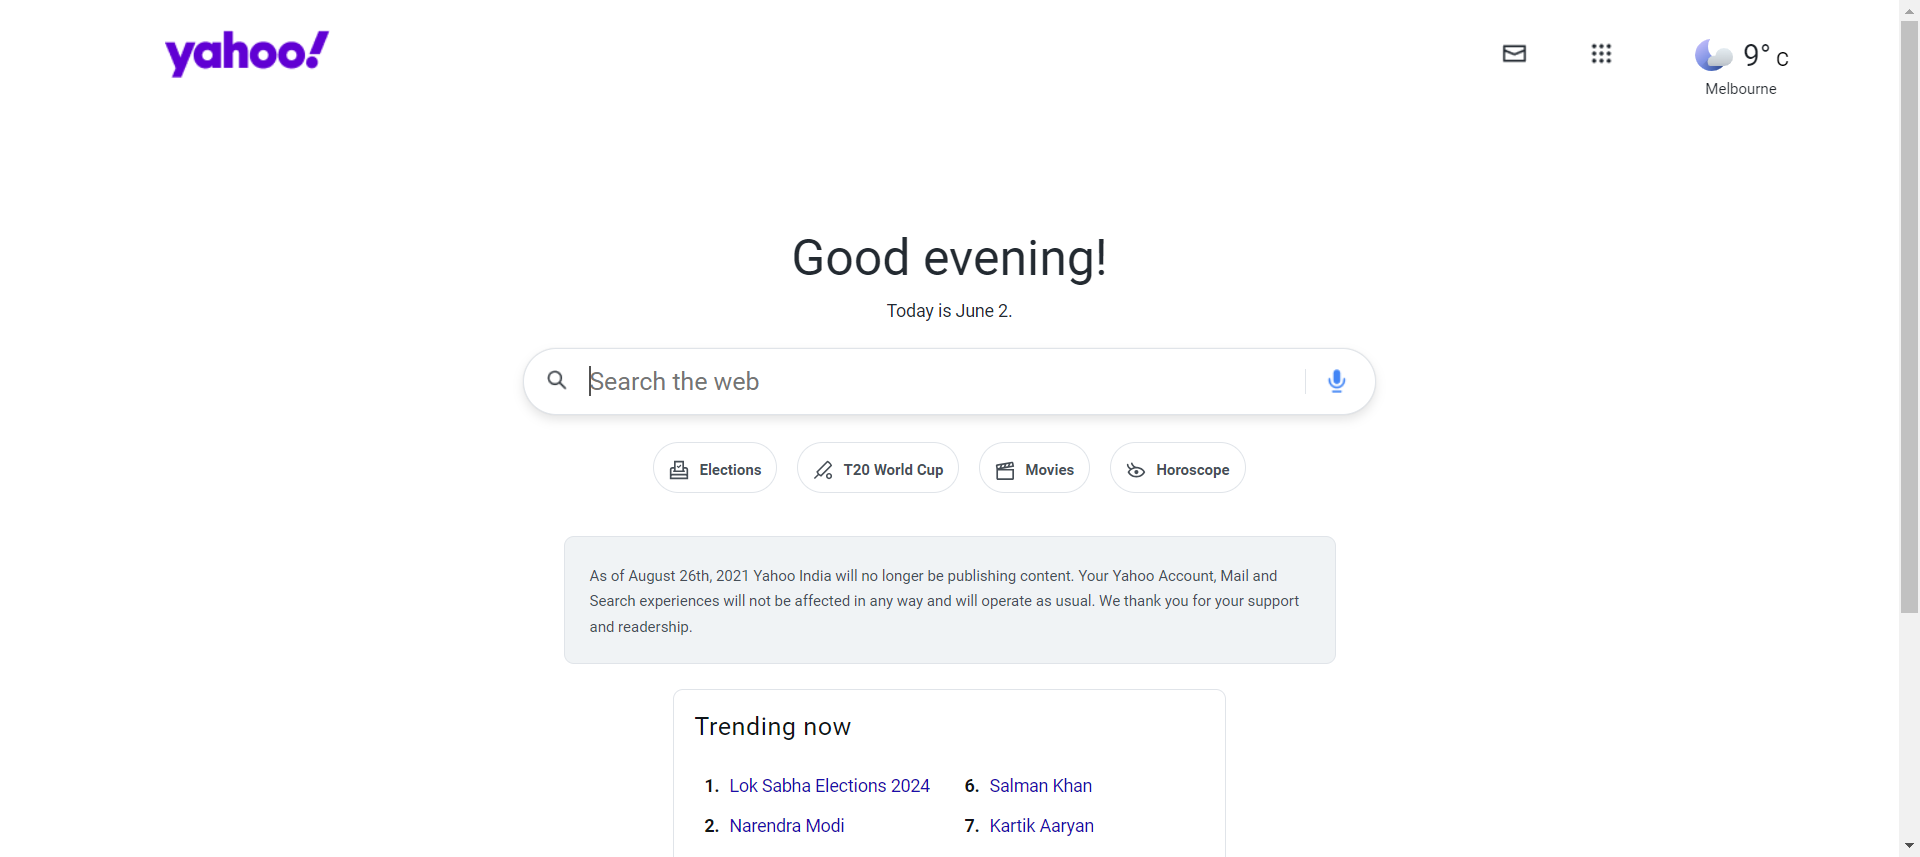 yahoo!
9° C
Melbourne
Good evening!
Today is June 2.
Search the web
Elections
T20 World Cup
Movies
Horoscope
As of August 26th, 2021 Yahoo India will no longer be publishing content. Your Yahoo Account, Mail and
Search experiences will not be affected in any way and will operate as usual. We thank you for your support
and readership.
Trending now
1. Lok Sabha Elections 2024
2. Narendra Modi
6. Salman Khan
7. Kartik Aaryan